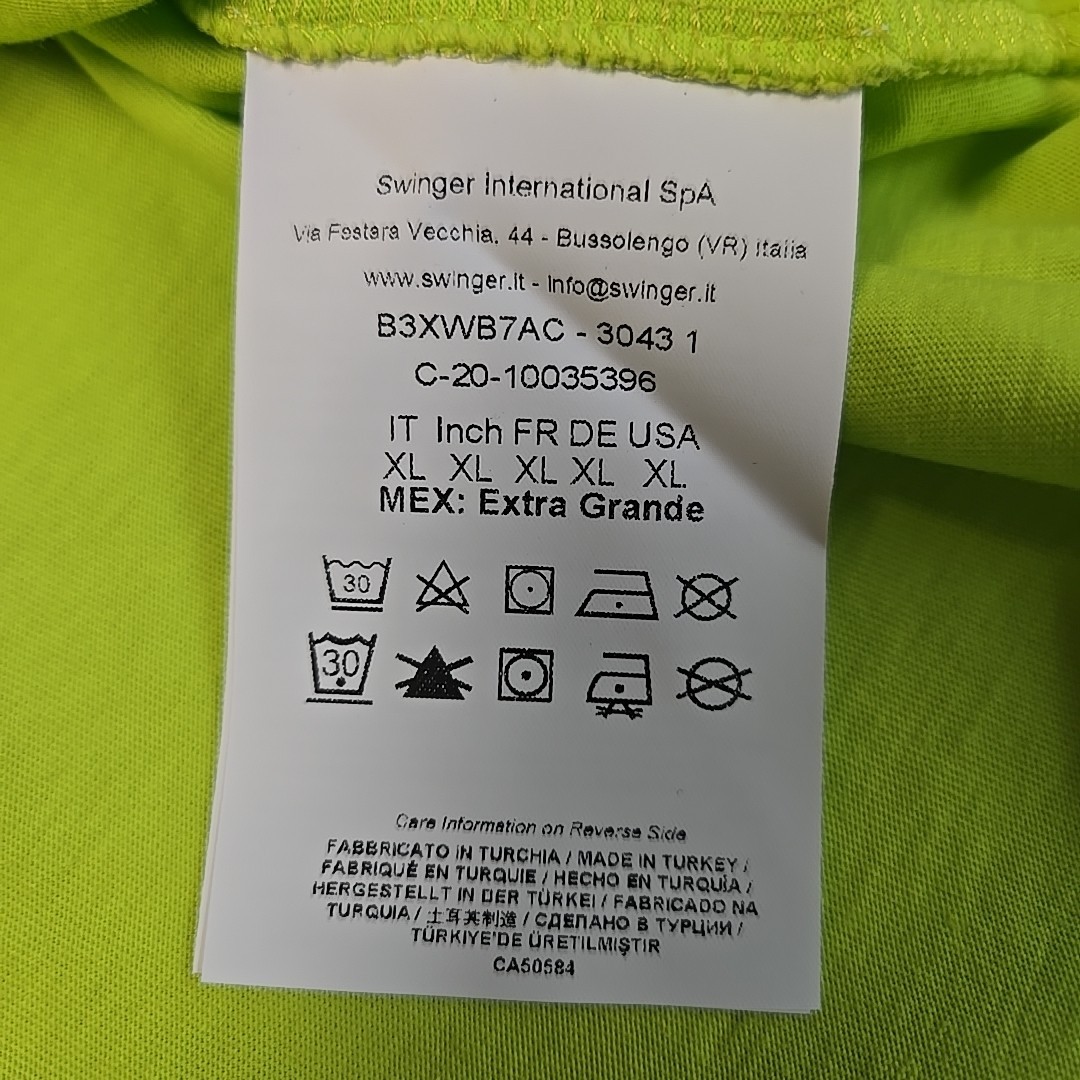 Swinger International SpA
Via Festara Vecchia, 44 - Bussolengo (VR) Italia
www.swinger.it - Info@swinger.it
B3XWB7AC - 3043 1
C-20-10035396
IT Inch FR DE USA
XL XL XL XL XL
MEX: Extra Grande
30
30
Care Information on Reverse Side
FABBRICATO IN TURCHIA / MADE IN TURKEY /
FABRIQUÉ EN TURQUIE / HECHO EN TURQUÌA /
HERGESTELLT IN DER TÜRKEI / FABRICADO NA
TURQUIA / 土耳其制造 / СДЕЛАНО В ТУРЦИИ /
TÜRKIYE'DE ÜRETILMIŞTIR
CA50584